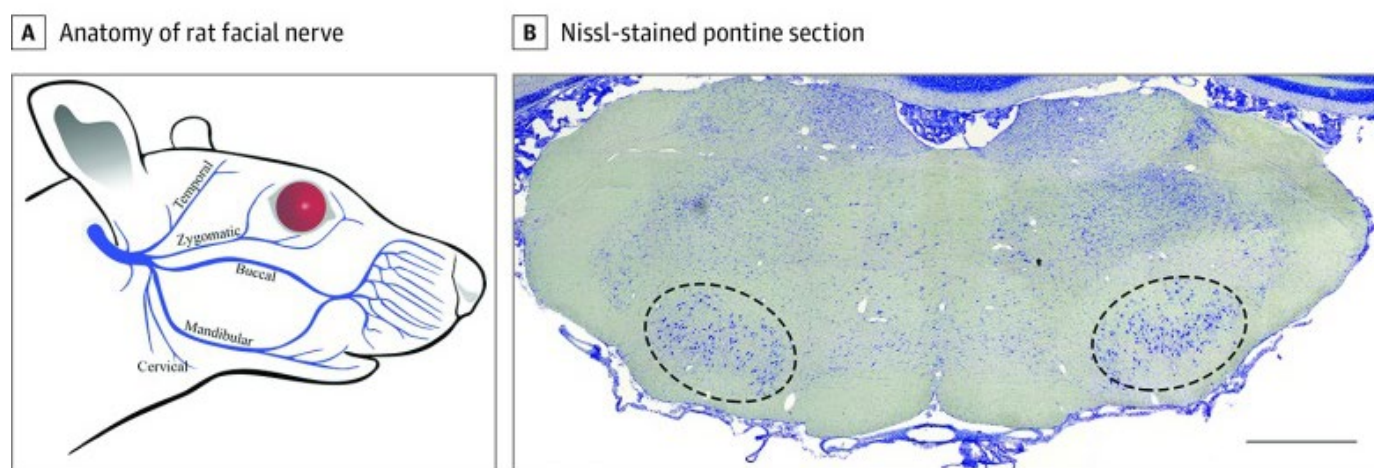 A Anatomy of rat facial nerve
B Nissl-stained pontine section
Temporal
Zygomatic
Buccal
Mandibular
Cervical